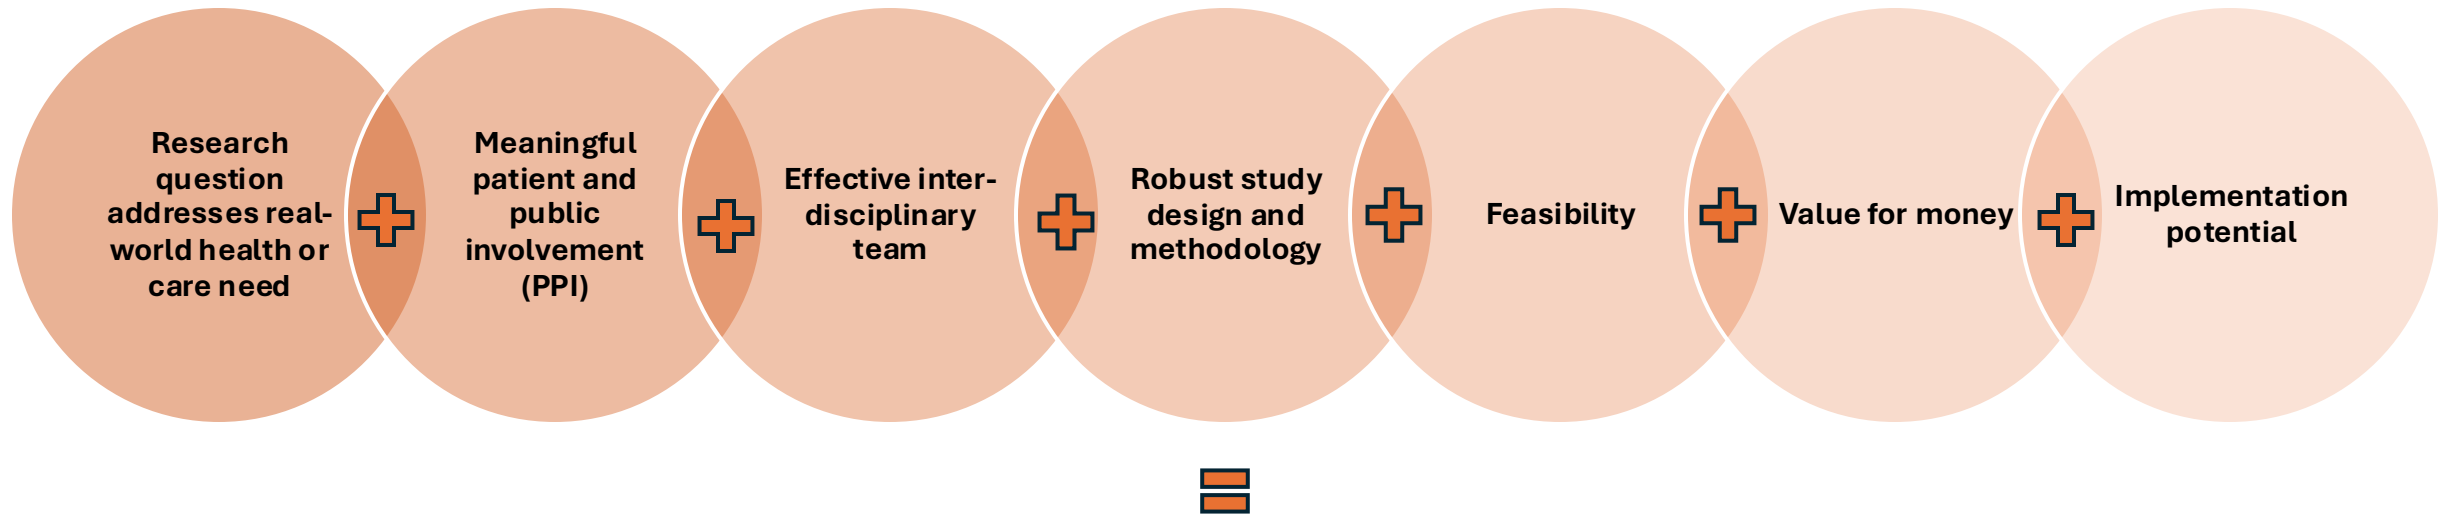 Research
question
addresses real-
world health or
care need
Meaningful
patient and
public
involvement
(PPI)
Effective inter-
disciplinary
team
Robust study
design and
methodology
Feasibility
Value for money
Implementation
potential